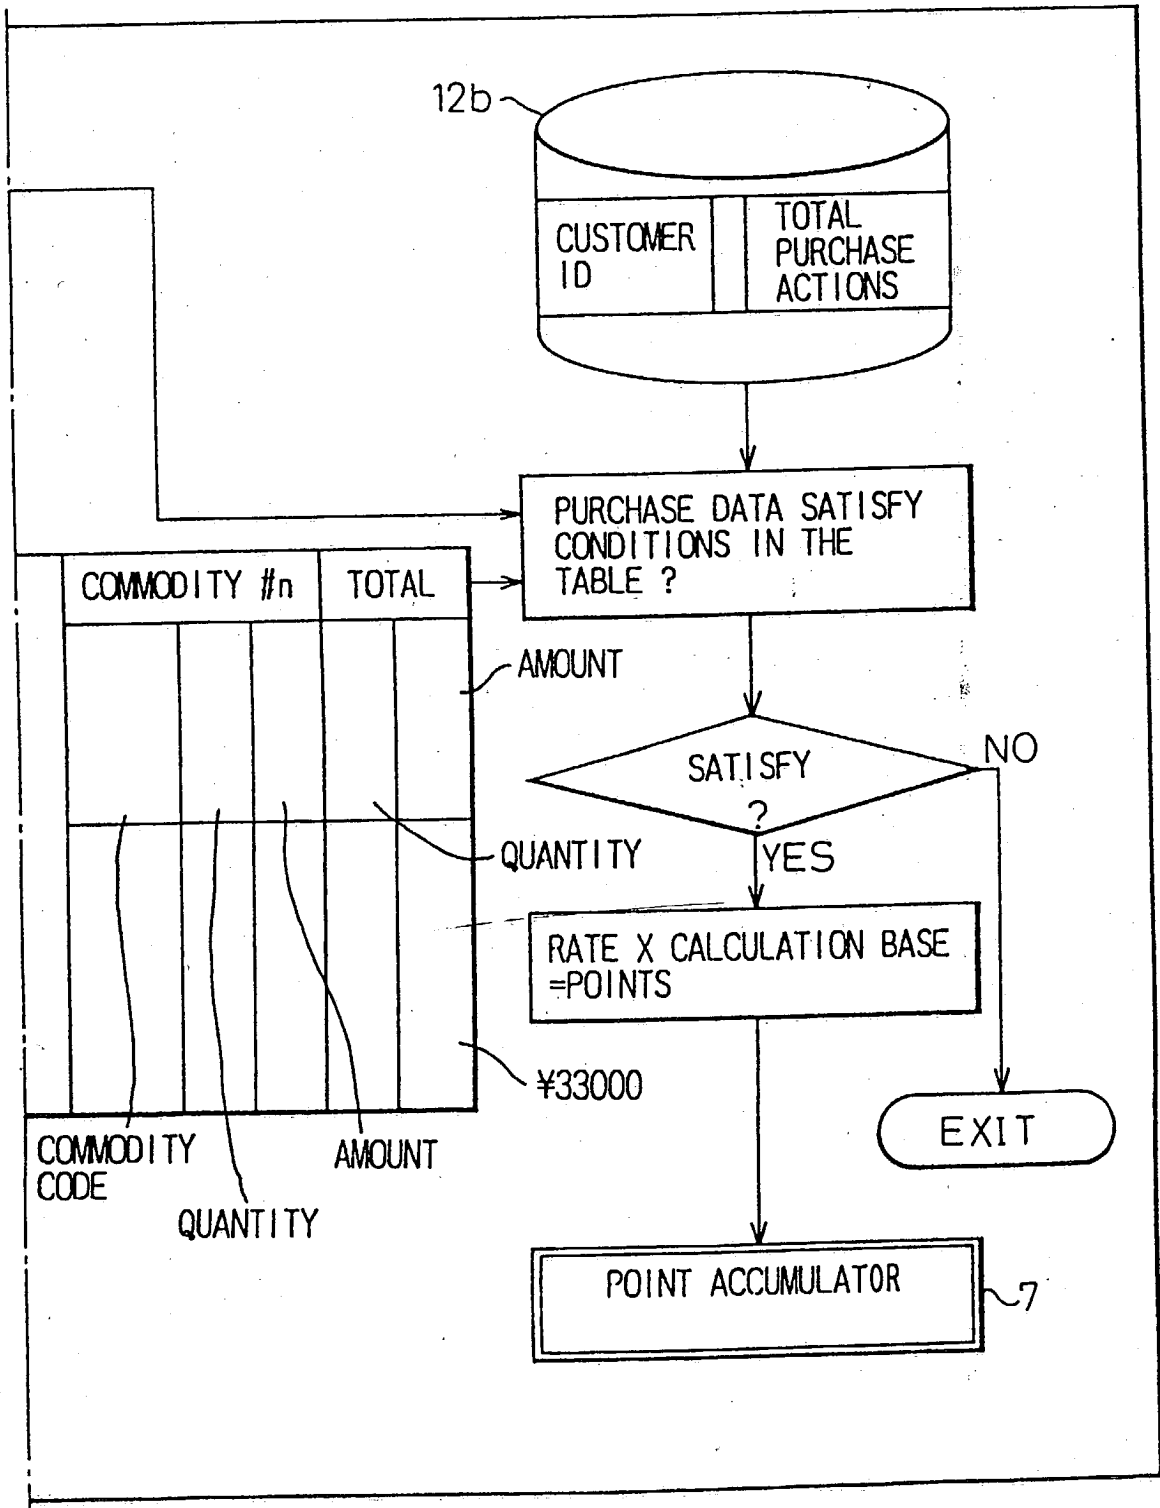 12b
CUSTOMER
ID
TOTAL
PURCHASE
ACTIONS
PURCHASE DATA SATISFY
CONDITIONS IN THE
TABLE ?
COMMODITY #n
TOTAL
AMOUNT
SATISFY
?
NO
YES
QUANTITY
RATE X CALCULATION BASE
=POINTS
¥33000
EXIT
COMMODITY
CODE
AMOUNT
QUANTITY
POINT ACCUMULATOR
7